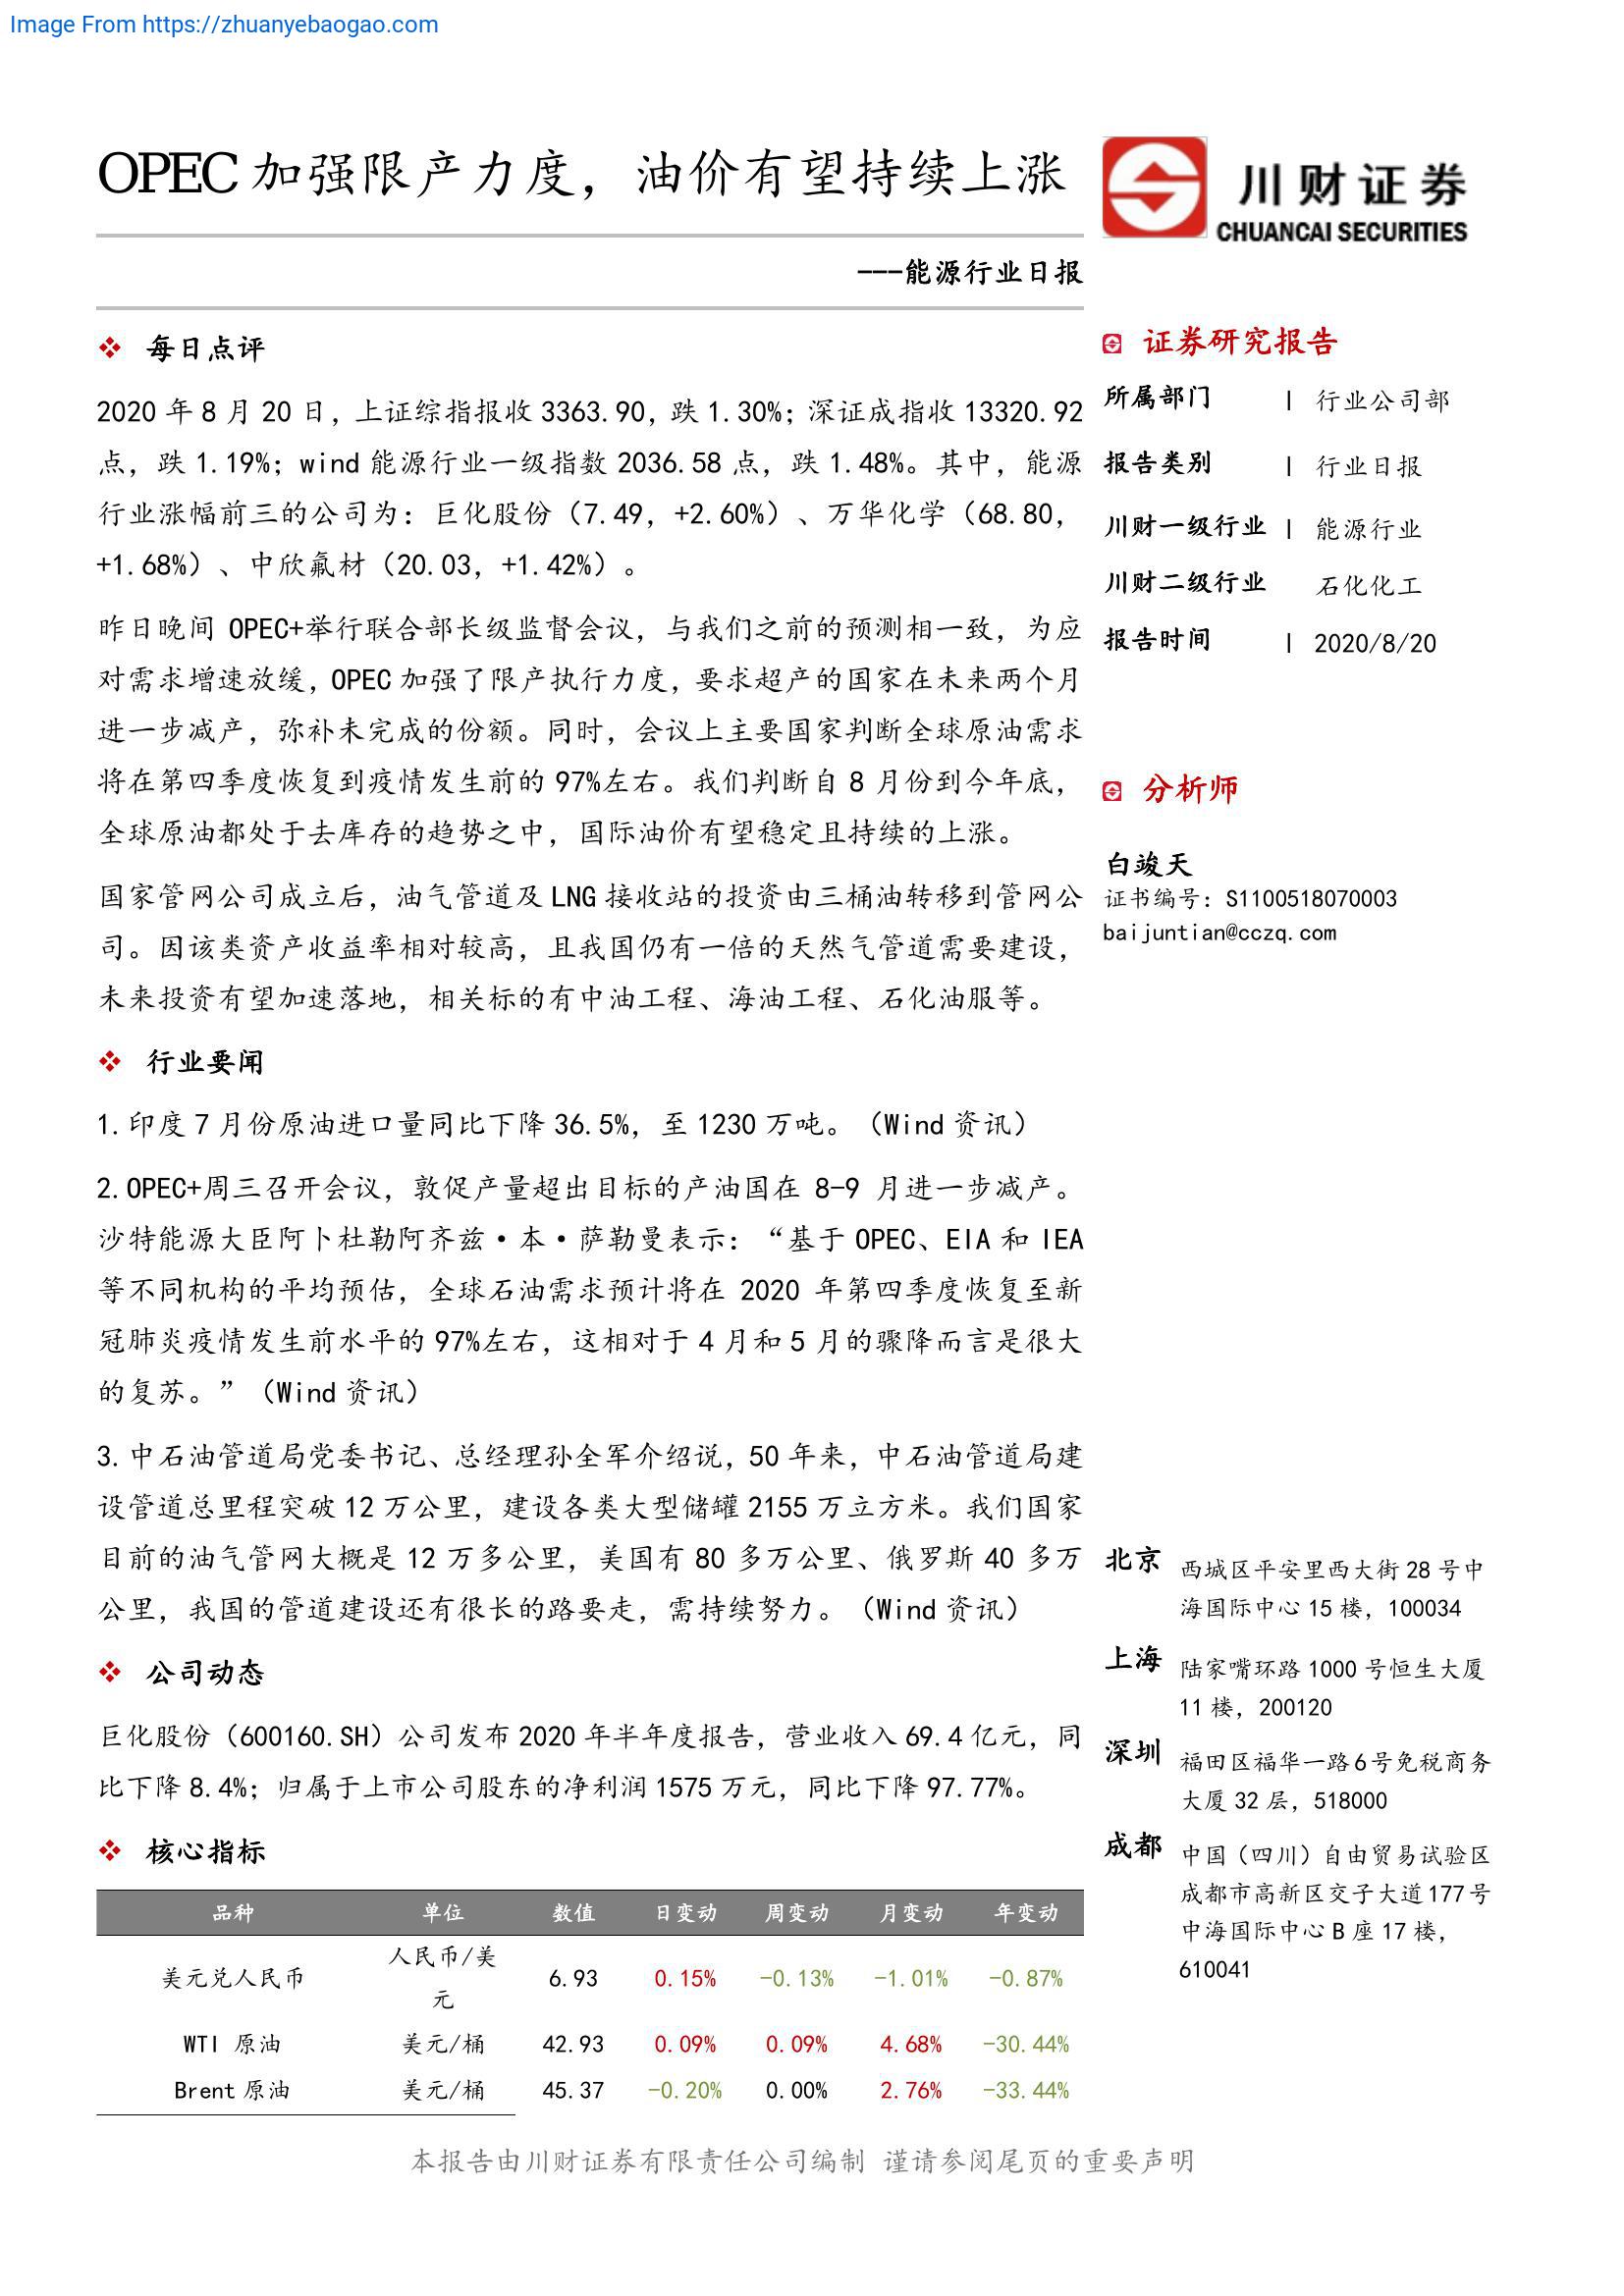 Image From https://zhuanyebaogao.com
OPEC 加强限产力度，油价有望持续上涨
川财证券
CHUANCAI SECURITIES
---能源行业日报
每日点评
2020 年 8 月 20 日，上证综指报收 3363.90，跌 1.30%；深证成指收 13320.92
点，跌 1.19%；wind 能源行业一级指数 2036.58 点，跌 1.48%。其中，能源
行业涨幅前三的公司为：巨化股份（7.49，+2.60%）、万华化学（68.80，
+1.68%）、中欣氟材（20.03，+1.42%）。
昨日晚间 OPEC+举行联合部长级监督会议，与我们之前的预测相一致，为应
对需求增速放缓，OPEC 加强了限产执行力度，要求超产的国家在未来两个月
进一步减产，弥补未完成的份额。同时，会议上主要国家判断全球原油需求
将在第四季度恢复到疫情发生前的 97%左右。我们判断自 8 月份到今年底，
全球原油都处于去库存的趋势之中，国际油价有望稳定且持续的上涨。
国家管网公司成立后，油气管道及 LNG 接收站的投资由三桶油转移到管网公
司。因该类资产收益率相对较高，且我国仍有一倍的天然气管道需要建设，
未来投资有望加速落地，相关标的有中油工程、海油工程、石化油服等。
行业要闻
1.印度 7 月份原油进口量同比下降 36.5%，至 1230 万吨。（Wind 资讯）
2.OPEC+周三召开会议，敦促产量超出目标的产油国在 8-9 月进一步减产。
沙特能源大臣阿卜杜勒阿齐兹·本·萨勒曼表示：“基于 OPEC、EIA 和 IEA
等不同机构的平均预估，全球石油需求预计将在 2020 年第四季度恢复至新
冠肺炎疫情发生前水平的 97%左右，这相对于 4 月和 5 月的骤降而言是很大
的复苏。”（Wind 资讯）
3.中石油管道局党委书记、总经理孙全军介绍说，50 年来，中石油管道局建
设管道总里程突破 12 万公里，建设各类大型储罐 2155 万立方米。我们国家
目前的油气管网大概是 12 万多公里，美国有 80 多万公里、俄罗斯 40 多万
公里，我国的管道建设还有很长的路要走，需持续努力。（Wind 资讯）
公司动态
巨化股份（600160.SH）公司发布 2020 年半年度报告，营业收入 69.4 亿元，同
比下降 8.4%；归属于上市公司股东的净利润 1575 万元，同比下降 97.77%。
核心指标
品种 单位 数值 日变动 周变动 月变动 年变动
美元兑人民币 人民币/美元 6.93 0.15% -0.13% -1.01% -0.87%
WTI 原油 美元/桶 42.93 0.09% 0.09% 4.68% -30.44%
Brent 原油 美元/桶 45.37 -0.20% 0.00% 2.76% -33.44%
证券研究报告
所属部门 | 行业公司部
报告类别 | 行业日报
川财一级行业 | 能源行业
川财二级行业 石化化工
报告时间 | 2020/8/20
分析师
白竣天
证书编号：S1100518070003
baijuntian@cczq.com
北京 西城区平安里西大街 28 号中
海国际中心 15 楼，100034
上海 陆家嘴环路 1000 号恒生大厦
11 楼，200120
深圳 福田区福华一路 6 号免税商务
大厦 32 层，518000
成都 中国（四川）自由贸易试验区
成都市高新区交子大道 177 号
中海国际中心 B 座 17 楼，
610041
本报告由川财证券有限责任公司编制 谨请参阅尾页的重要声明